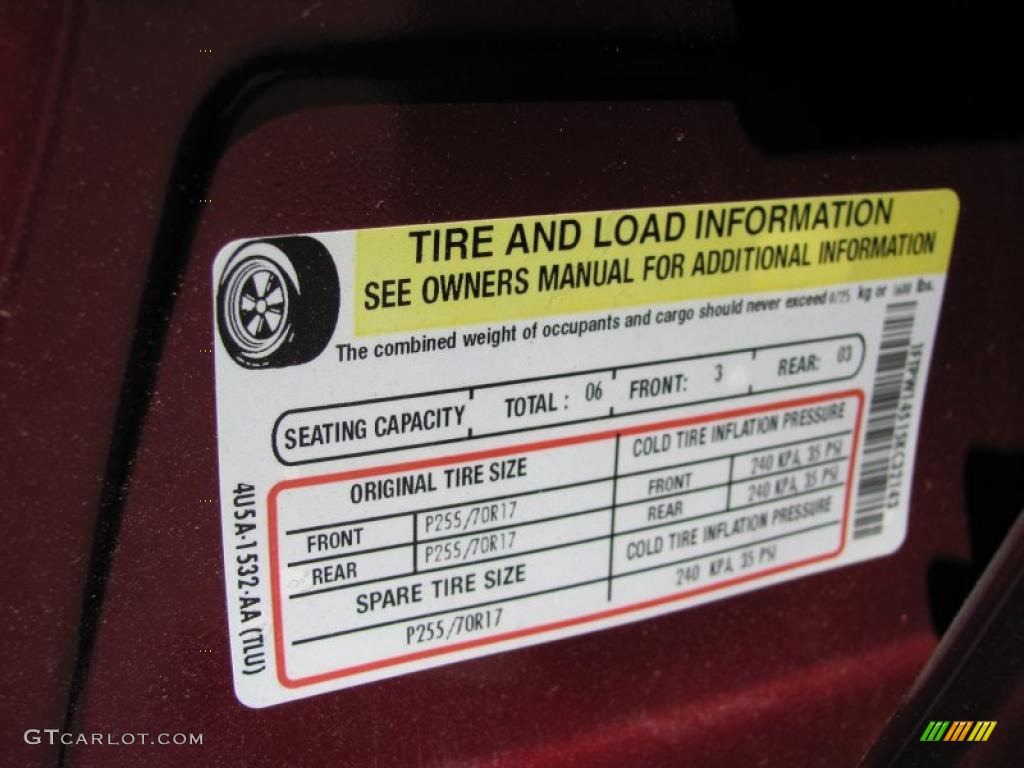 TIRE AND LOAD INFORMATION
SEE OWNERS MANUAL FOR ADDITIONAL INFORMATION
The combined weight of occupants and cargo should never exceed kg or lbs.
SEATING CAPACITY TOTAL : 06 FRONT: 3 REAR: 03
ORIGINAL TIRE SIZE COLD TIRE INFLATION PRESSURE
FRONT P255/70R17 FRONT 240 KPA, 35 PSI
REAR P255/70R17 REAR 240 KPA, 35 PSI
SPARE TIRE SIZE COLD TIRE INFLATION PRESSURE
P255/70R17 240 KPA, 35 PSI
4U5A-1532-AA (TLU)
GTCARLOT.COM